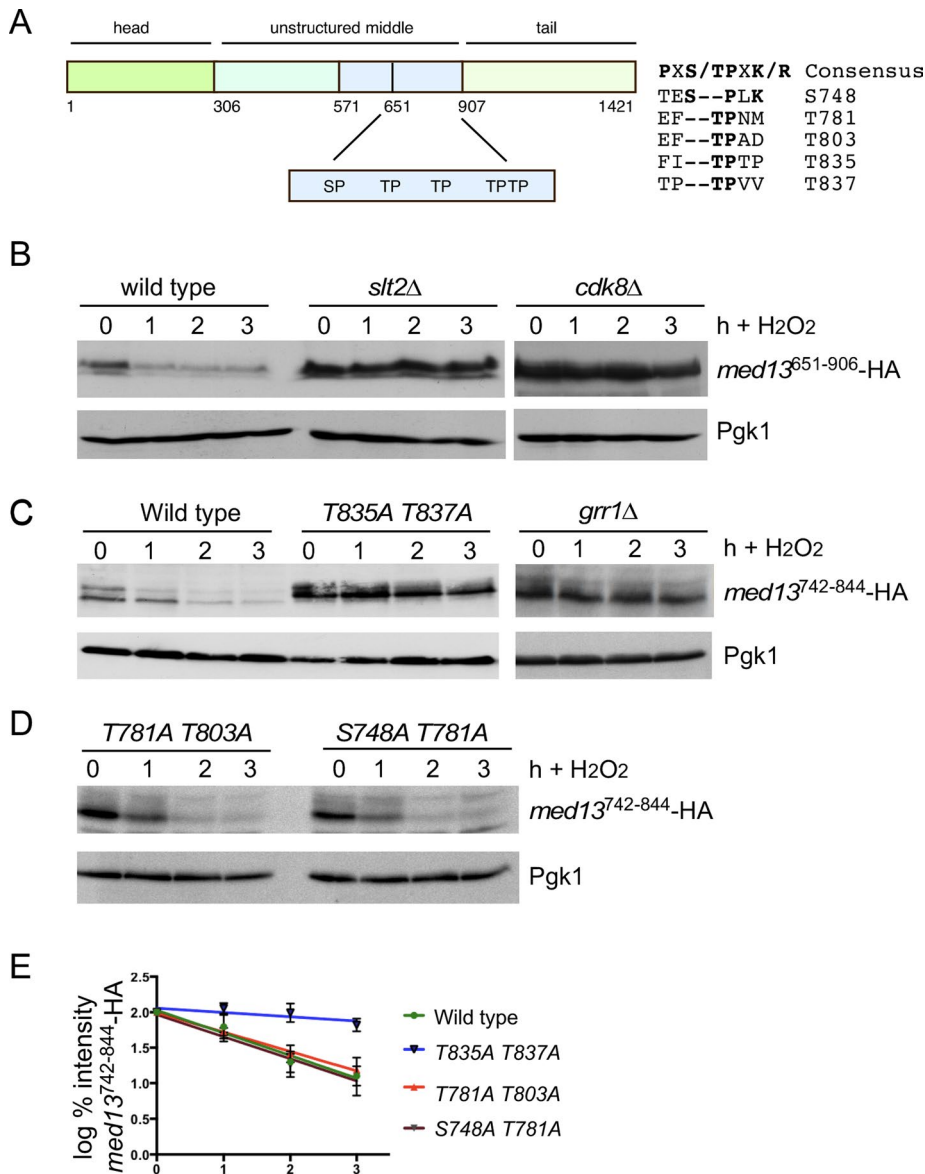 A
head unstructured middle tail
1 306 571 651 907 1421
SP TP TP TPTP
PXS/TPXK/R Consensus
TES--PLK S748
EF--TPNM T781
EF--TPAD T803
FI--TPTP T835
TP--TPVV T837
B
wild type slt2Δ cdk8Δ
0 1 2 3 0 1 2 3 0 1 2 3 h + H2O2
med13651-906-HA
Pgk1
C
Wild type T835A T837A grr1Δ
0 1 2 3 0 1 2 3 0 1 2 3 h + H2O2
med13742-844-HA
Pgk1
D
T781A T803A S748A T781A
0 1 2 3 0 1 2 3 h + H2O2
med13742-844-HA
Pgk1
E
log % intensity
med13742-844-HA
2.5
2.0
1.5
1.0
0.5
0.0
0 1 2 3
Wild type
T835A T837A
T781A T803A
S748A T781A